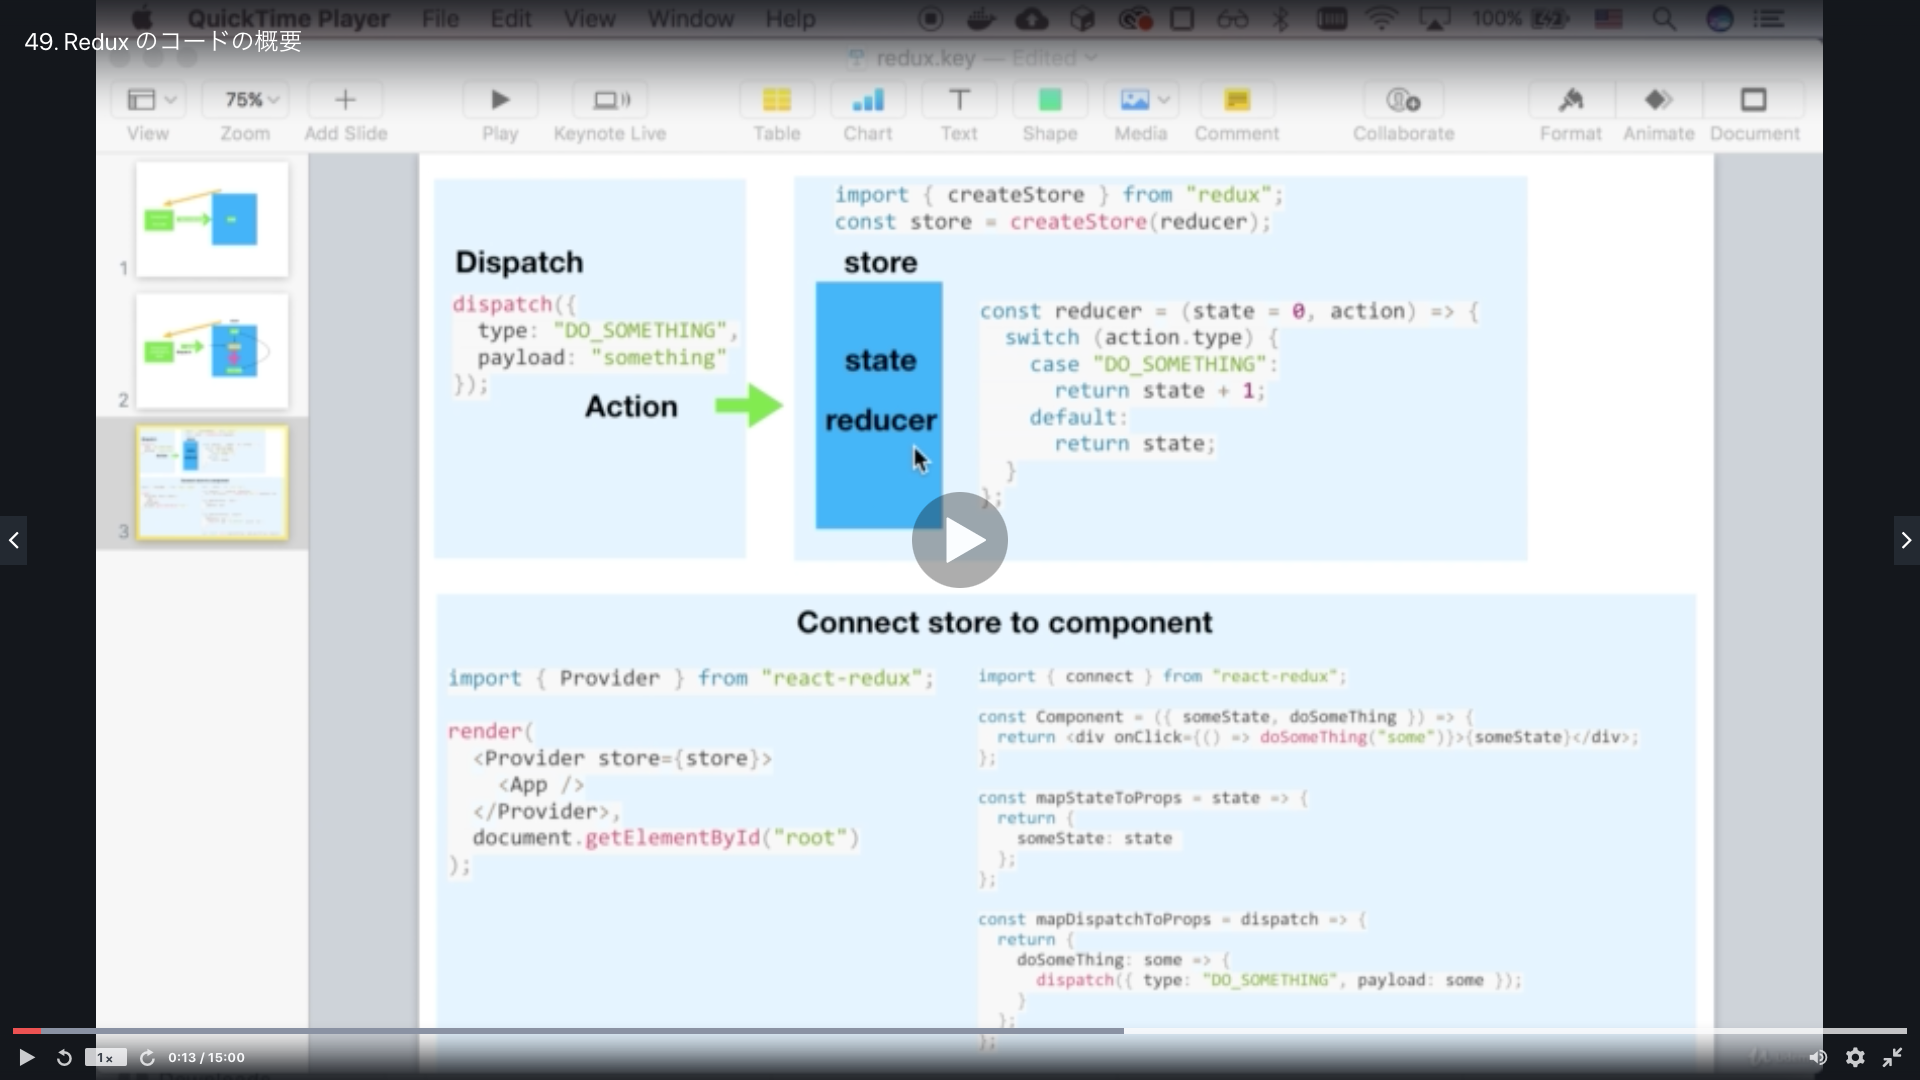 QuickTime Player File Edit View Window Help 100%
49. Redux のコードの概要
redux.key — Edited
75%
View Zoom Add Slide Play Keynote Live Table Chart Text Shape Media Comment Collaborate Format Animate Document
1
2
3
Dispatch
dispatch({
type: "DO_SOMETHING",
payload: "something"
});
Action
import { createStore } from "redux";
const store = createStore(reducer);
store
state
reducer
const reducer = (state = 0, action) => {
switch (action.type) {
case "DO_SOMETHING":
return state + 1;
default:
return state;
}
};
Connect store to component
import { Provider } from "react-redux";
render(
<Provider store={store}>
<App />
</Provider>,
document.getElementById("root")
);
import { connect } from "react-redux";
const Component = ({ someState, doSomeThing }) => {
return <div onClick={() => doSomeThing("some")}>{someState}</div>;
};
const mapStateToProps = state => {
return {
someState: state
};
};
const mapDispatchToProps = dispatch => {
return {
doSomeThing: some => {
dispatch({ type: "DO_SOMETHING", payload: some });
}
};
};
1x 0:13 / 15:00